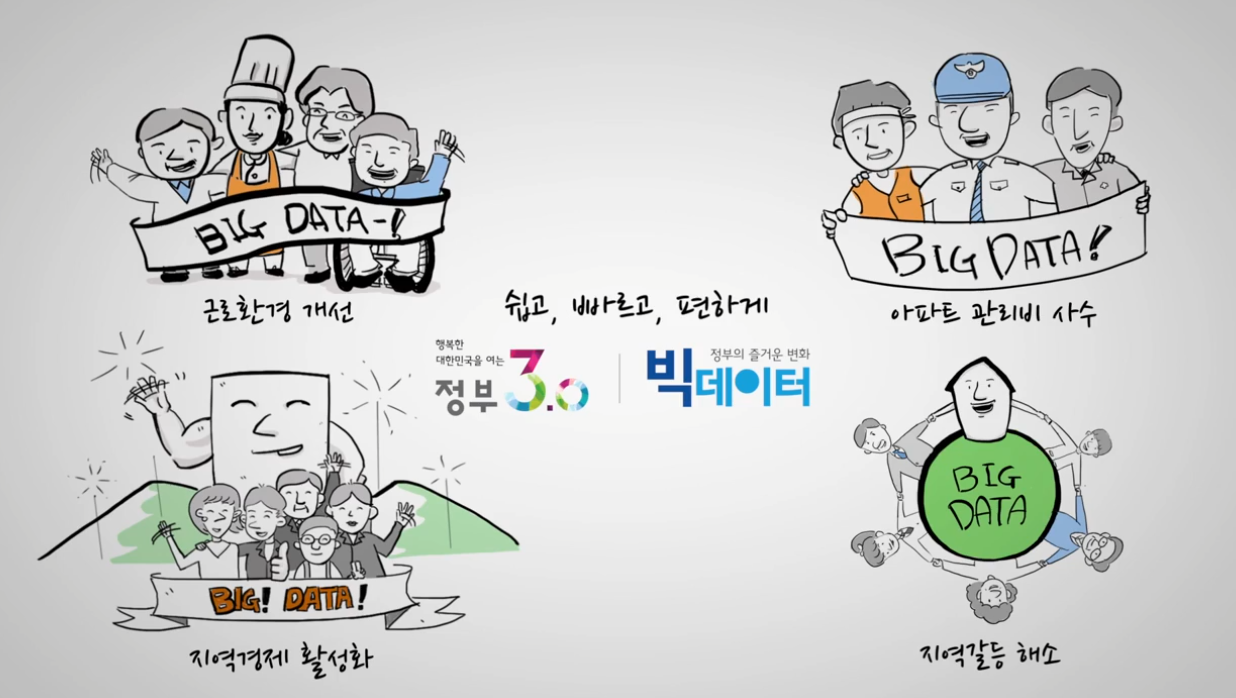 BIG DATA-!
근로환경 개선
BIG DATA!
아파트 관리비 사수
쉽고, 빠르고, 편하게
행복한
대한민국을 여는
정부 3.0
정부의 즐거운 변화
빅데이터
BIG! DATA!
지역경제 활성화
BIG
DATA
지역갈등 해소